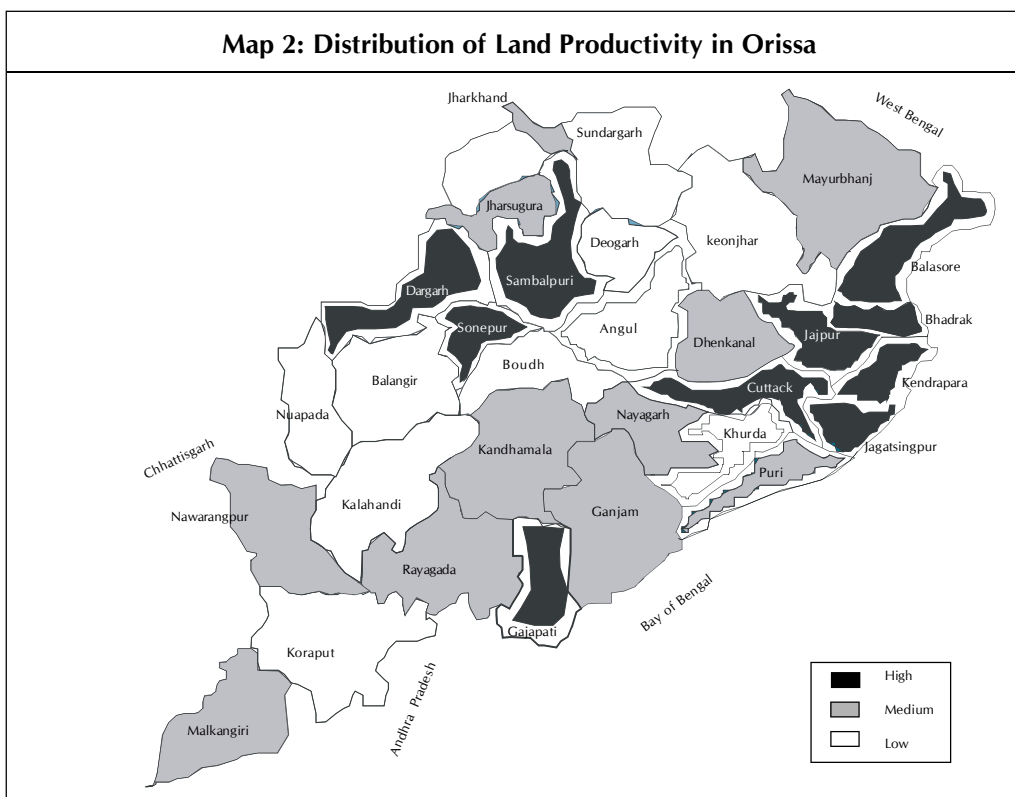 Map 2: Distribution of Land Productivity in Orissa
Jharkhand
West Bengal
Sundargarh
Mayurbhanj
Jharsugura
Deogarh
keonjhar
Balasore
Sambalpuri
Dargarh
Bhadrak
Sonepur
Angul
Jajpur
Dhenkanal
Boudh
Balangir
Cuttack
Kendrapara
Nuapada
Nayagarh
Khurda
Jagatsingpur
Kandhamala
Chhattisgarh
Puri
Kalahandi
Nawarangpur
Ganjam
Rayagada
Bay of Bengal
Gajapati
Koraput
Andhra Pradesh
Malkangiri
High
Medium
Low